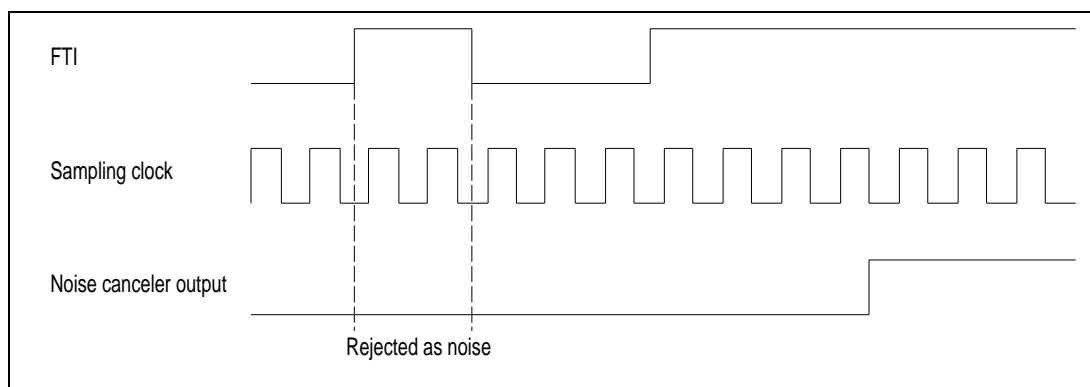 FTI
Sampling clock
Noise canceler output
Rejected as noise